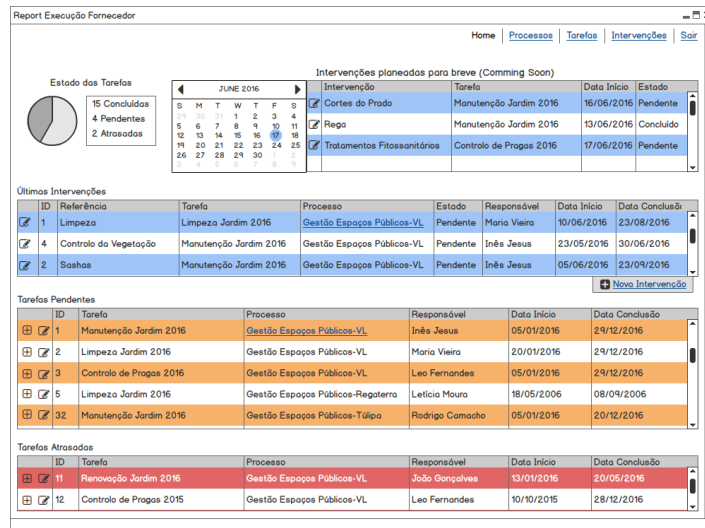 Report Execução Fornecedor
Home Processos Tarefas Intervenções Sair
Estado das Tarefas
15 Concluídas
4 Pendentes
2 Atrasadas
JUNE 2016
S M T W T F S
29 30 31 1 2 3 4
5 6 7 8 9 10 11
12 13 14 15 16 17 18
19 20 21 22 23 24 25
26 27 28 29 30 1 2
3 4 5 6 7 8 9
Intervenções planeadas para breve (Comming Soon)
Intervenção Tarefa Data Início Estado
Cortes do Prado Manutenção Jardim 2016 16/06/2016 Pendente
Rega Manutenção Jardim 2016 13/06/2016 Concluído
Tratamentos Fitossanitários Controlo de Pragas 2016 17/06/2016 Pendente
Últimas Intervenções
ID Referência Tarefa Processo Estado Responsável Data Início Data Conclusão
1 Limpeza Limpeza Jardim 2016 Gestão Espaços Públicos-VL Pendente Maria Vieira 10/06/2016 23/08/2016
4 Controlo da Vegetação Manutenção Jardim 2016 Gestão Espaços Públicos-VL Pendente Inês Jesus 23/05/2016 30/06/2016
2 Sashas Manutenção Jardim 2016 Gestão Espaços Públicos-VL Pendente Inês Jesus 05/06/2016 23/09/2016
Nova Intervenção
Tarefas Pendentes
ID Tarefa Processo Responsável Data Início Data Conclusão
1 Manutenção Jardim 2016 Gestão Espaços Públicos-VL Inês Jesus 05/01/2016 29/12/2016
2 Limpeza Jardim 2016 Gestão Espaços Públicos-VL Maria Vieira 20/01/2016 29/12/2016
3 Controlo de Pragas 2016 Gestão Espaços Públicos-VL Leo Fernandes 05/01/2016 29/12/2016
5 Limpeza Jardim 2016 Gestão Espaços Públicos-Regaterra Letícia Moura 18/05/2006 08/09/2006
32 Manutenção Jardim 2016 Gestão Espaços Públicos-Túlipa Rodrigo Camacho 05/01/2016 20/12/2016
Tarefas Atrasadas
ID Tarefa Processo Responsável Data Início Data Conclusão
11 Renovação Jardim 2016 Gestão Espaços Públicos-VL João Gonçalves 13/01/2016 20/05/2016
12 Controlo de Pragas 2015 Gestão Espaços Públicos-VL Leo Fernandes 10/10/2015 28/12/2016